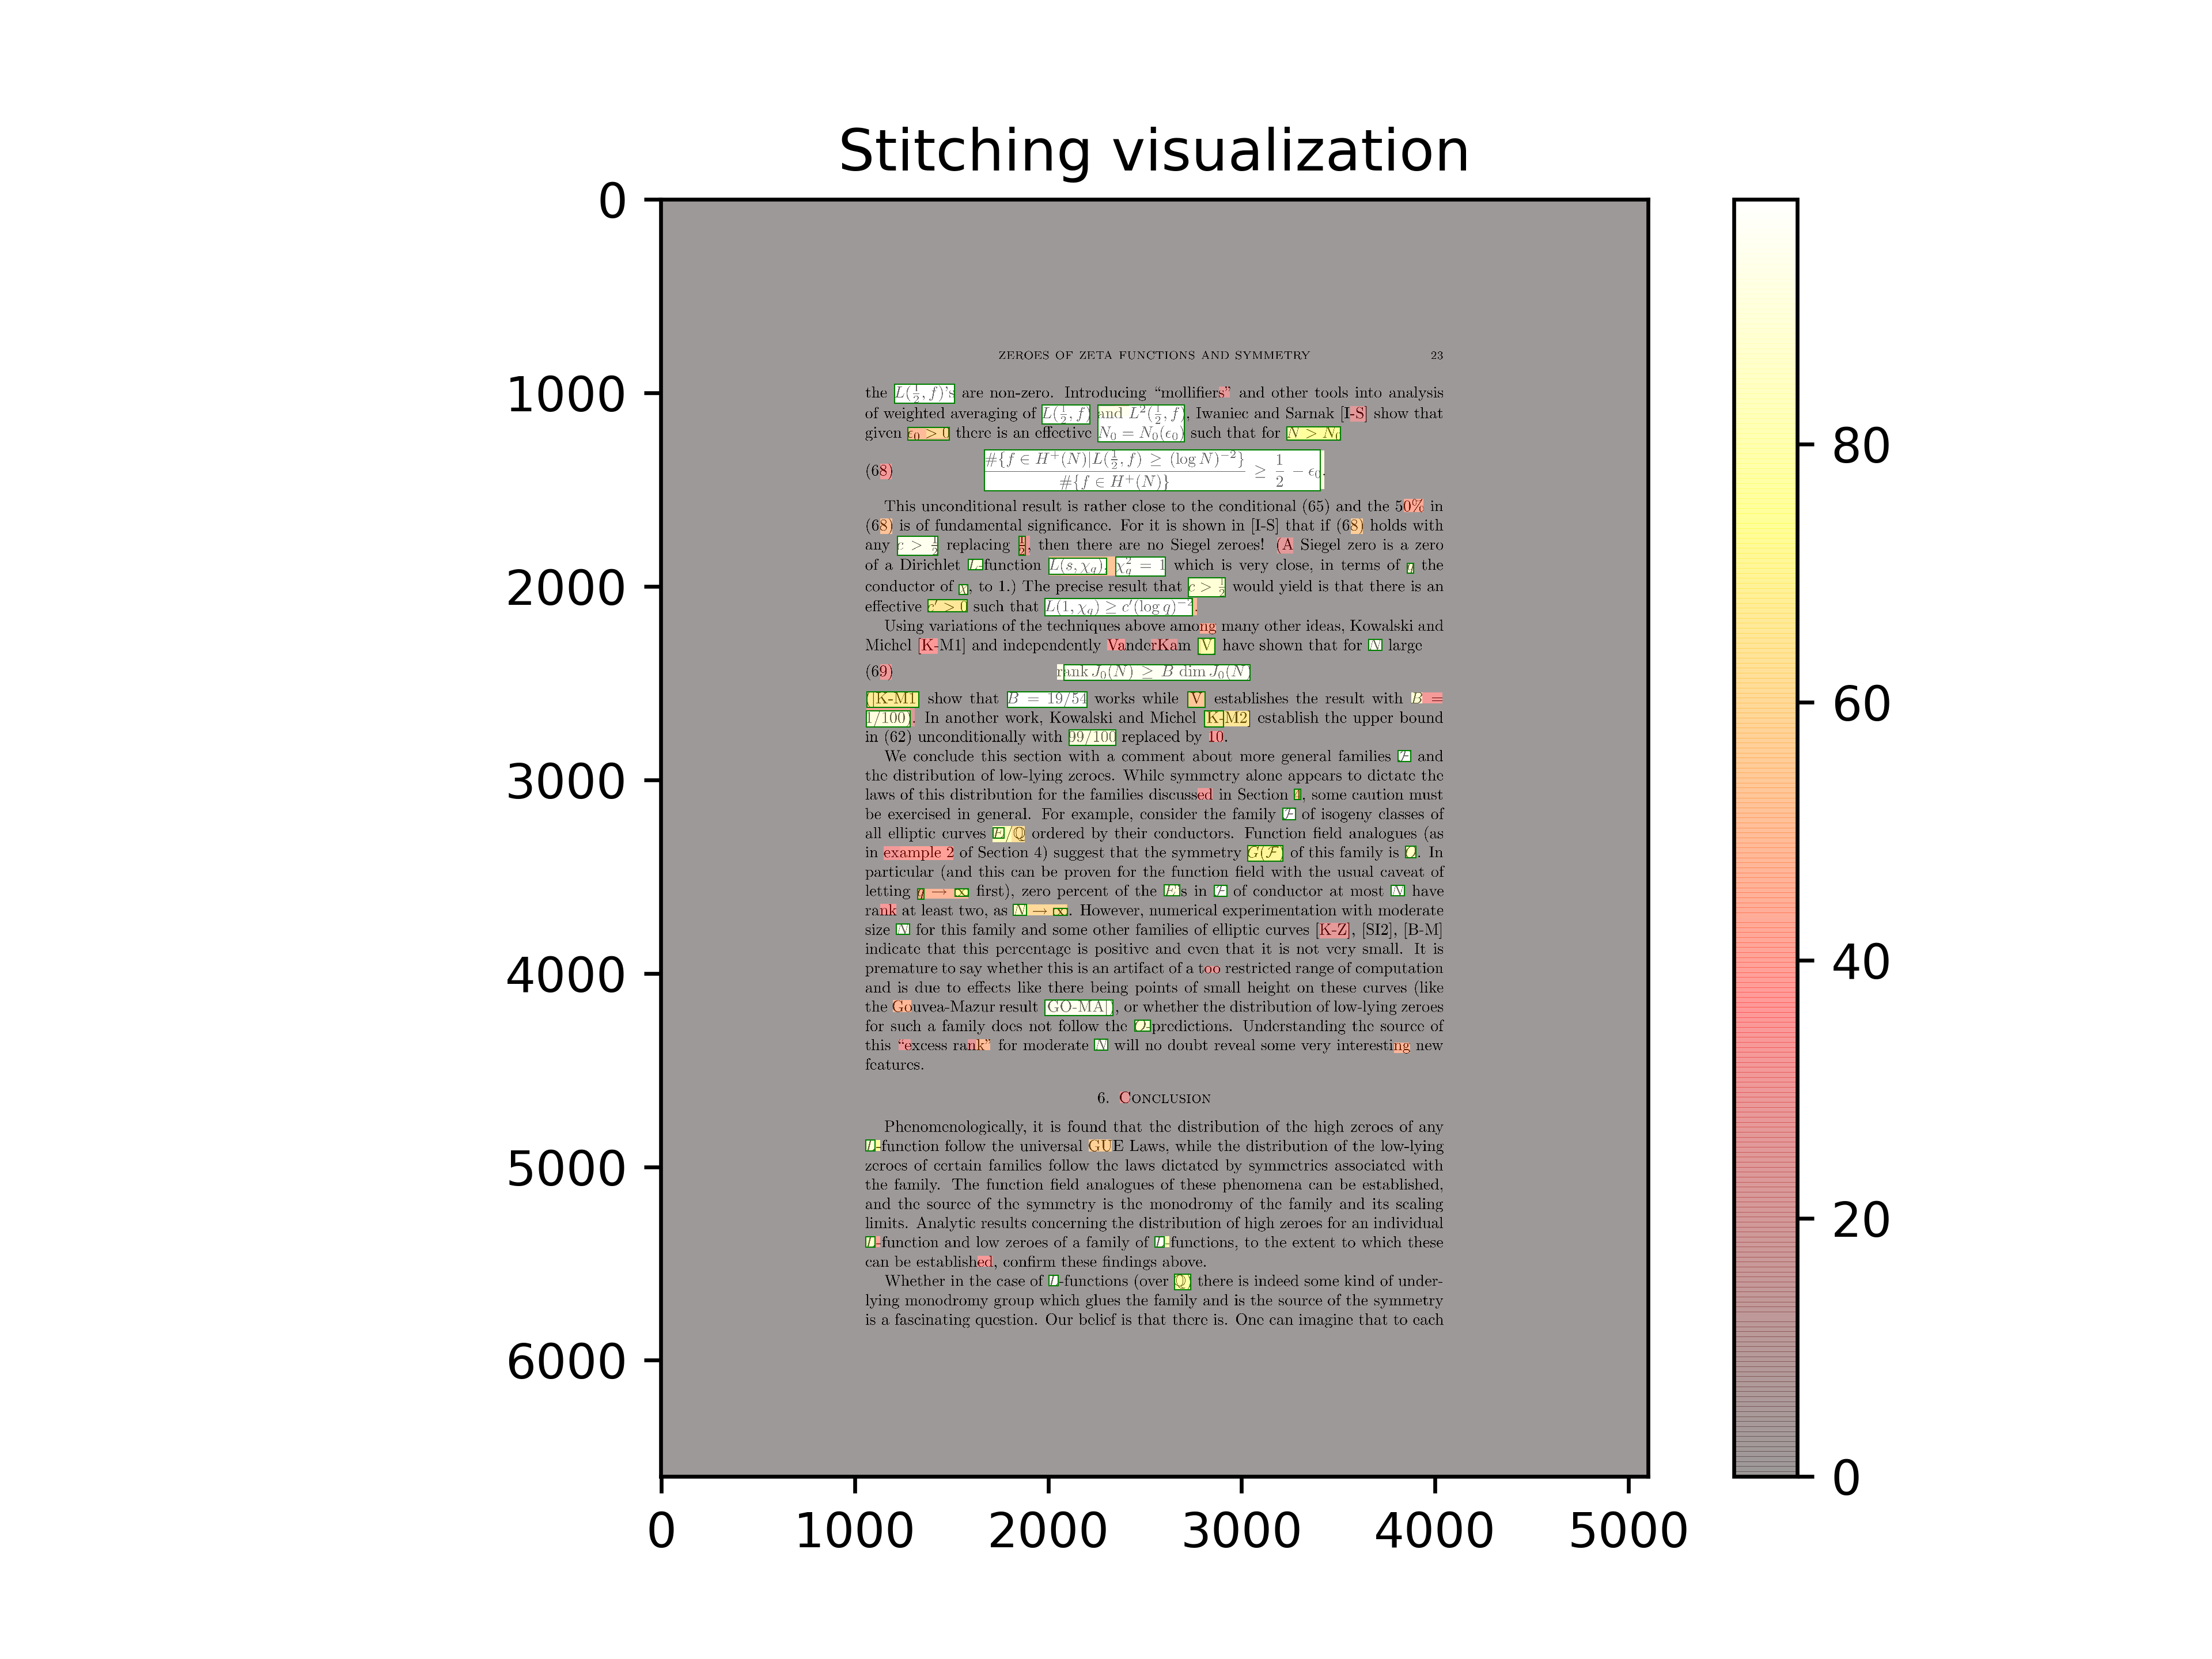 Stitching visualization
0
1000
2000
3000
4000
5000
6000
0
1000
2000
3000
4000
5000
80
60
40
20
0
ZEROES OF ZETA FUNCTIONS AND SYMMETRY 23
the L(1/2, f)'s are non-zero. Introducing “mollifiers” and other tools into analysis
of weighted averaging of L(1/2, f) and L²(1/2, f), Iwaniec and Sarnak [I-S] show that
given ϵ₀ > 0 there is an effective N₀ = N₀(ϵ₀) such that for N > N₀
(68) #{f ∈ H⁺(N)|L(1/2, f) ≥ (log N)⁻²} / #{f ∈ H⁺(N)} ≥ 1/2 − ϵ₀.
This unconditional result is rather close to the conditional (65) and the 50% in
(68) is of fundamental significance. For it is shown in [I-S] that if (68) holds with
any c > 1/2 replacing 1/2, then there are no Siegel zeroes! (A Siegel zero is a zero
of a Dirichlet L-function L(s, χ_q), χ_q² = 1 which is very close, in terms of q the
conductor of χ, to 1.) The precise result that c > 1/2 would yield is that there is an
effective c′ > 0 such that L(1, χ_q) ≥ c′(log q)⁻².
Using variations of the techniques above among many other ideas, Kowalski and
Michel [K-M1] and independently VanderKam [V] have shown that for N large
(69) rank J₀(N) ≥ B dim J₀(N)
([K-M1] show that B = 19/54 works while [V] establishes the result with B =
1/100). In another work, Kowalski and Michel [K-M2] establish the upper bound
in (62) unconditionally with 99/100 replaced by 10.
We conclude this section with a comment about more general families F and
the distribution of low-lying zeroes. While symmetry alone appears to dictate the
laws of this distribution for the families discussed in Section 4, some caution must
be exercised in general. For example, consider the family F of isogeny classes of
all elliptic curves E/ℚ ordered by their conductors. Function field analogues (as
in example 2 of Section 4) suggest that the symmetry G(F) of this family is O. In
particular (and this can be proven for the function field with the usual caveat of
letting q → ∞ first), zero percent of the E's in F of conductor at most N have
rank at least two, as N → ∞. However, numerical experimentation with moderate
size N for this family and some other families of elliptic curves [K-Z], [SI2], [B-M]
indicate that this percentage is positive and even that it is not very small. It is
premature to say whether this is an artifact of a too restricted range of computation
and is due to effects like there being points of small height on these curves (like
the Gouvea-Mazur result [GO-MA]), or whether the distribution of low-lying zeroes
for such a family does not follow the O-predictions. Understanding the source of
this “excess rank” for moderate N will no doubt reveal some very interesting new
features.
6. Conclusion
Phenomenologically, it is found that the distribution of the high zeroes of any
L-function follow the universal GUE Laws, while the distribution of the low-lying
zeroes of certain families follow the laws dictated by symmetries associated with
the family. The function field analogues of these phenomena can be established,
and the source of the symmetry is the monodromy of the family and its scaling
limits. Analytic results concerning the distribution of high zeroes for an individual
L-function and low zeroes of a family of L-functions, to the extent to which these
can be established, confirm these findings above.
Whether in the case of L-functions (over ℚ) there is indeed some kind of under-
lying monodromy group which glues the family and is the source of the symmetry
is a fascinating question. Our belief is that there is. One can imagine that to each